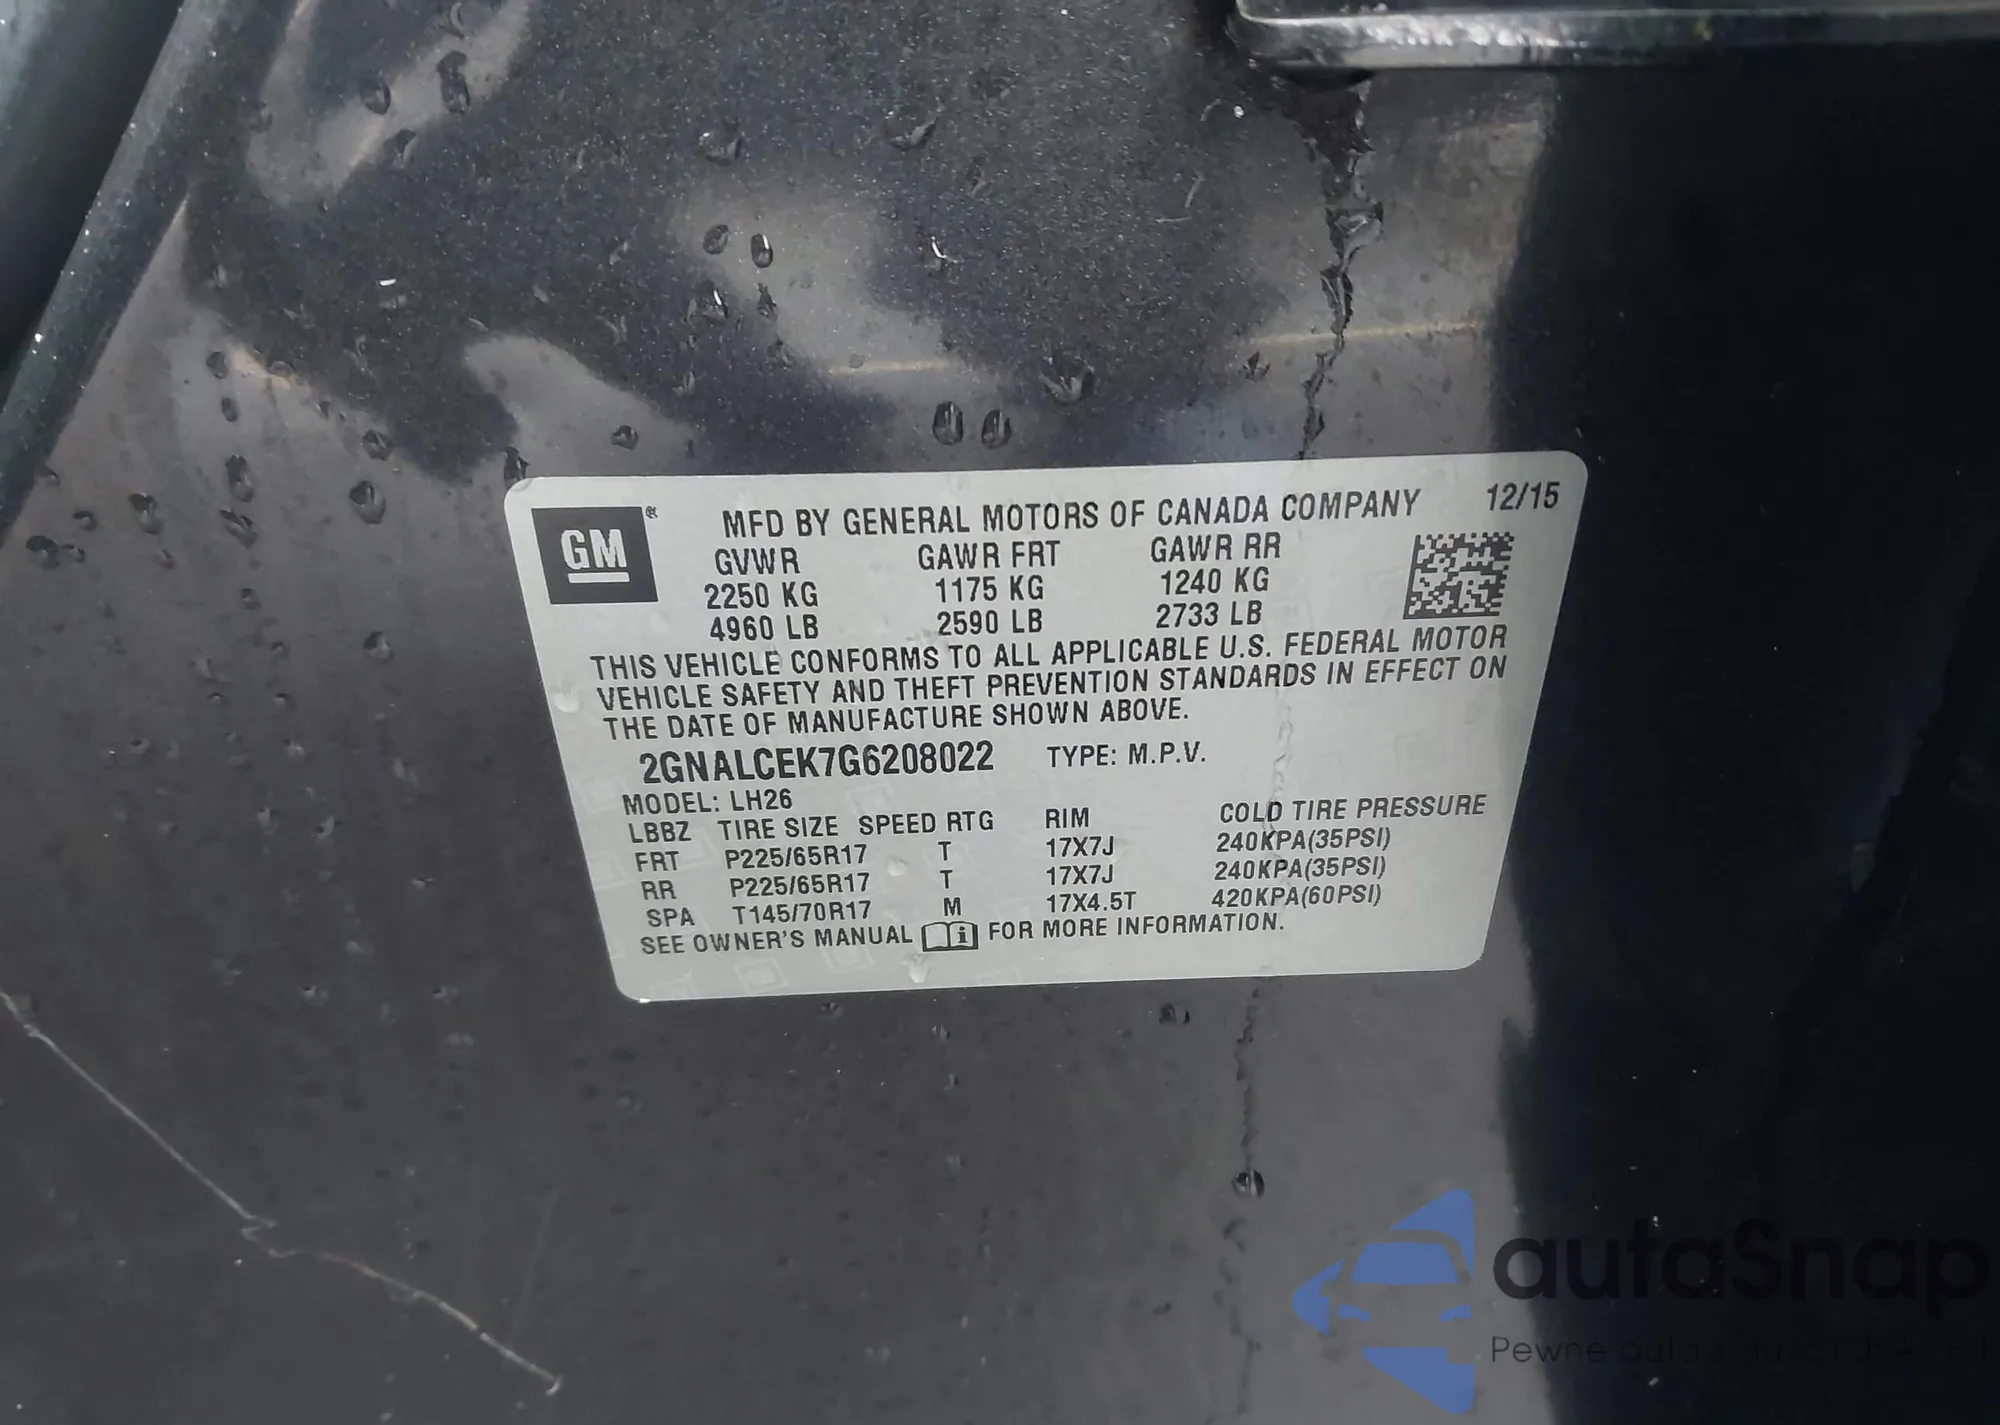 GM
MFD BY GENERAL MOTORS OF CANADA COMPANY 12/15
GVWR GAWR FRT GAWR RR
2250 KG 1175 KG 1240 KG
4960 LB 2590 LB 2733 LB
THIS VEHICLE CONFORMS TO ALL APPLICABLE U.S. FEDERAL MOTOR
VEHICLE SAFETY AND THEFT PREVENTION STANDARDS IN EFFECT ON
THE DATE OF MANUFACTURE SHOWN ABOVE.
2GNALCEK7G6208022 TYPE: M.P.V.
MODEL: LH26
LBBZ TIRE SIZE SPEED RTG RIM COLD TIRE PRESSURE
FRT P225/65R17 T 17X7J 240KPA(35PSI)
RR P225/65R17 T 17X7J 240KPA(35PSI)
SPA T145/70R17 M 17X4.5T 420KPA(60PSI)
SEE OWNER'S MANUAL FOR MORE INFORMATION.
autaSnap
Pewne auta